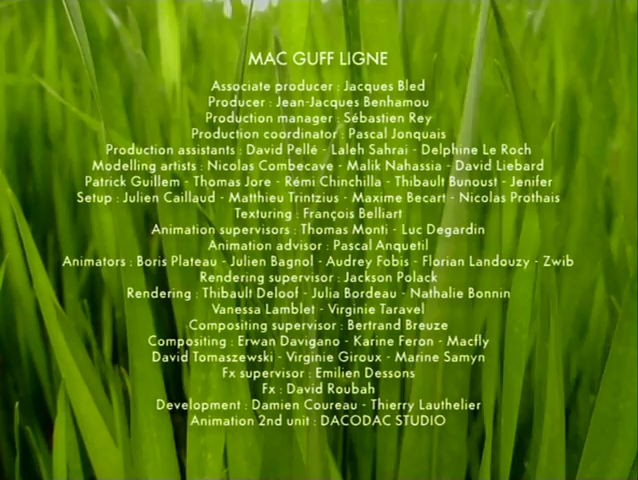 MAC GUFF LIGNE
Associate producer : Jacques Bled
Producer : Jean-Jacques Benhamou
Production manager : Sébastien Rey
Production coordinator : Pascal Jonquais
Production assistants : David Pellé - Laleh Sahrai - Delphine Le Roch
Modelling artists : Nicolas Combecave - Malik Nahassia - David Liebard
Patrick Guillem - Thomas Jore - Rémi Chinchilla - Thibault Bunoust - Jenifer
Setup : Julien Caillaud - Matthieu Trintzius - Maxime Becart - Nicolas Prothais
Texturing : François Belliart
Animation supervisors : Thomas Monti - Luc Degardin
Animation advisor : Pascal Anquetil
Animators : Boris Plateau - Julien Bagnol - Audrey Fobis - Florian Landouzy - Zwib
Rendering supervisor : Jackson Polack
Rendering : Thibault Deloof - Julia Bordeau - Nathalie Bonnin
Vanessa Lamblet - Virginie Taravel
Compositing supervisor : Bertrand Breuze
Compositing : Erwan Davigano - Karine Feron - Macfly
David Tomaszewski - Virginie Giroux - Marine Samyn
Fx supervisor : Emilien Dessons
Fx : David Roubah
Development : Damien Coureau - Thierry Lauthelier
Animation 2nd unit : DACODAC STUDIO